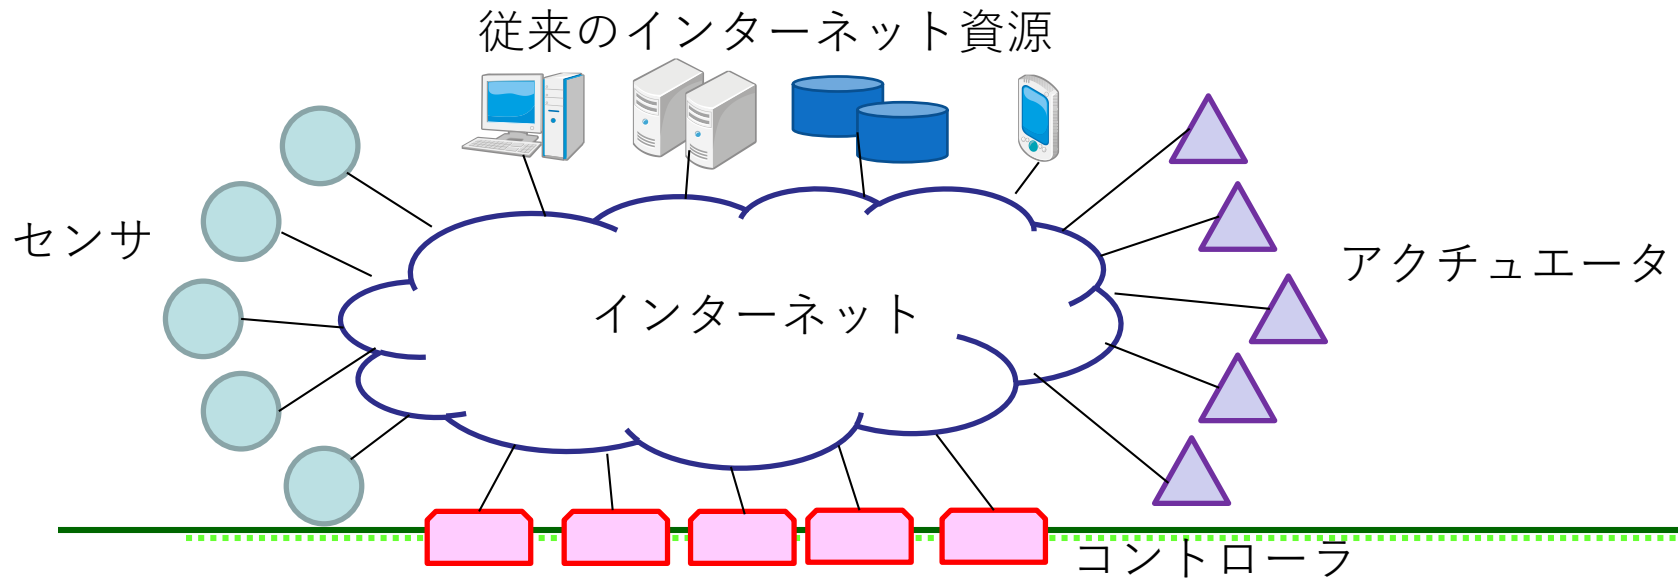 従来のインターネット資源
センサ
アクチュエータ
インターネット
コントローラ